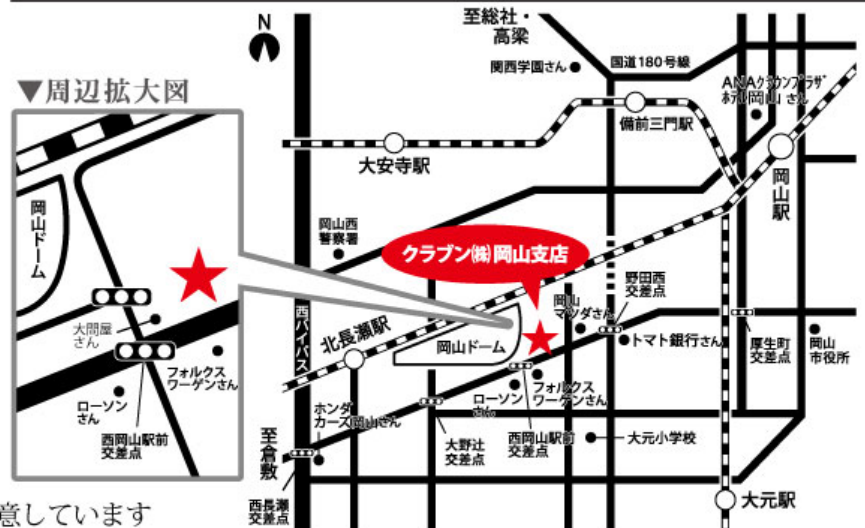 N
至総社・
高梁
国道180号線
関西学園さん
ANAクラウンプラザ
ホテル岡山さん
▼周辺拡大図
備前三門駅
大安寺駅
岡山駅
岡山ドーム
岡山西
警察署
クラブン㈱岡山支店
野田西
交差点
岡山
マツダさん
西バイパス
北長瀬駅
岡山ドーム
トマト銀行さん
厚生町
交差点
岡山
市役所
大問屋
さん
フォルクス
ワーゲンさん
ローソン
さん
西岡山駅前
交差点
フォルクス
ワーゲンさん
ローソン
さん
ホンダ
カーズ岡山さん
至倉敷
大野辻
交差点
西岡山駅前
交差点
大元小学校
西長瀬
交差点
大元駅
意しています